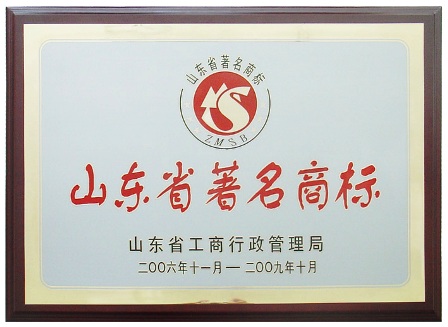 山东省著名商标
ZMSB
山东省著名商标
山东省工商行政管理局
二〇〇六年十一月—二〇〇九年十月